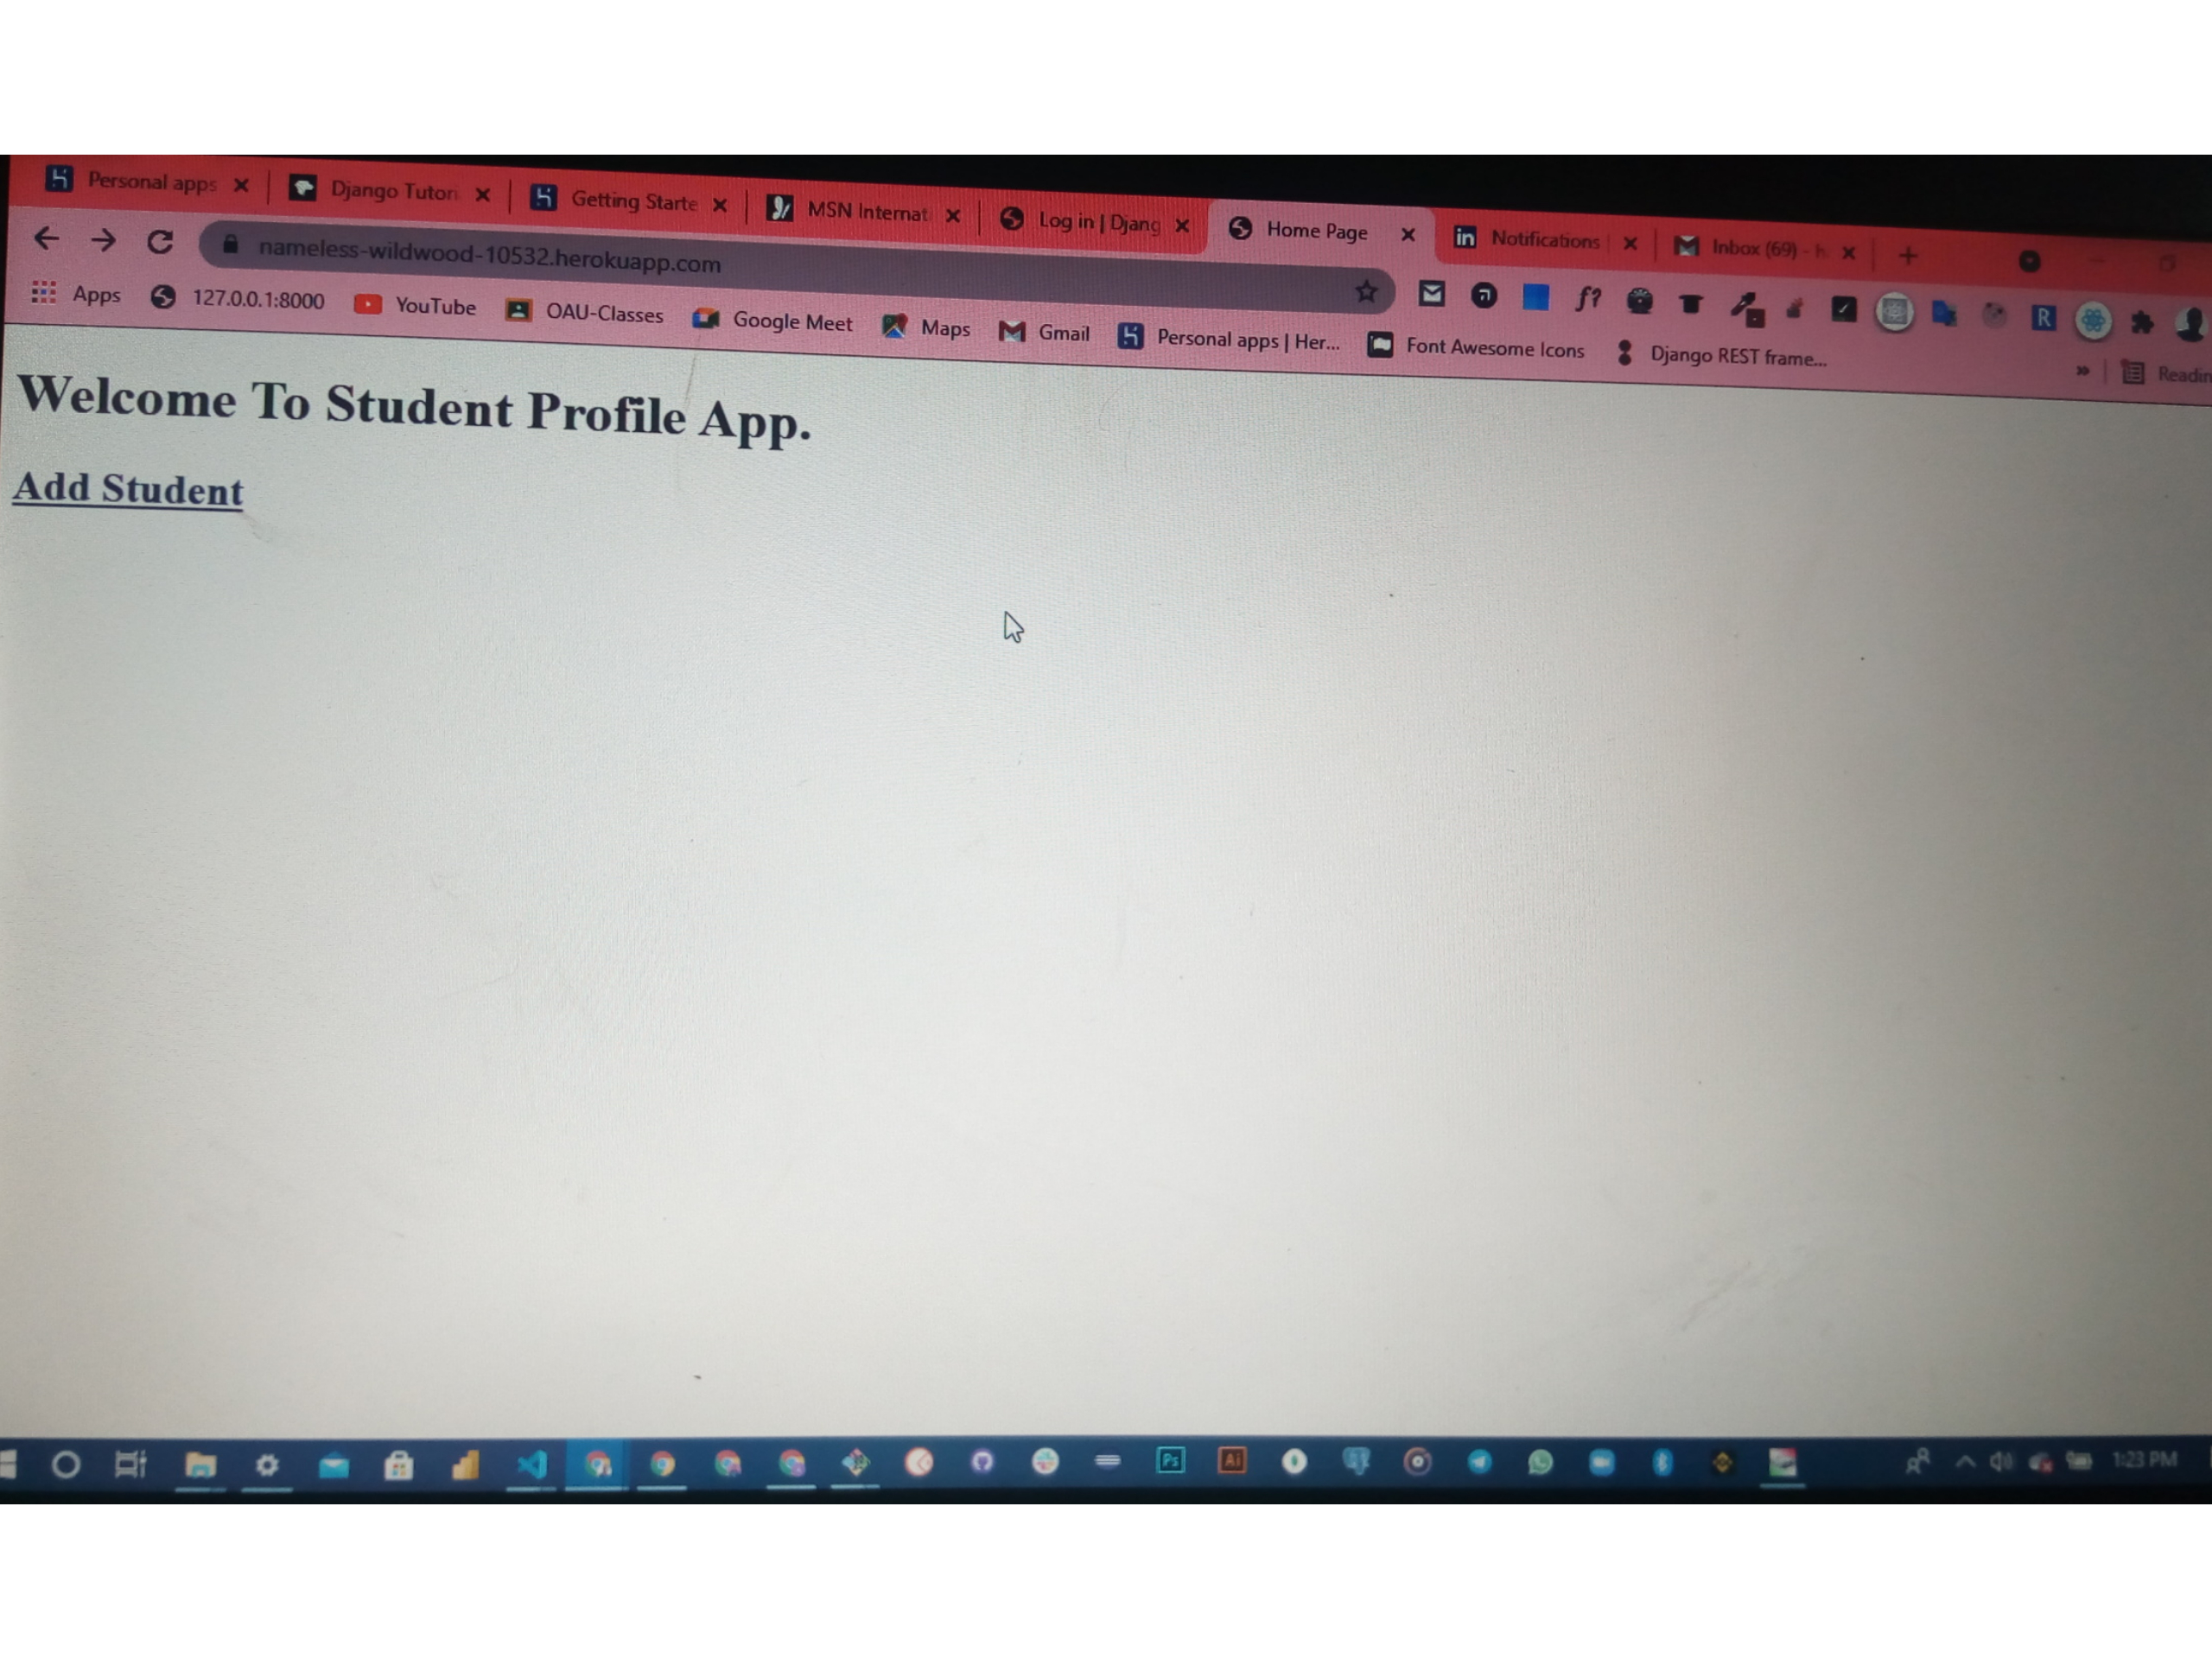 Personal apps
Django Tutori
Getting Starte
MSN Internat
Log in | Djang
Home Page
Notifications
Inbox (69) - h
nameless-wildwood-10532.herokuapp.com
f?
R
Apps
127.0.0.1:8000
YouTube
OAU-Classes
Google Meet
Maps
Gmail
Personal apps | Her...
Font Awesome Icons
Django REST frame...
»
Readin
Welcome To Student Profile App.
Add Student
Ps
Ai
1:23 PM